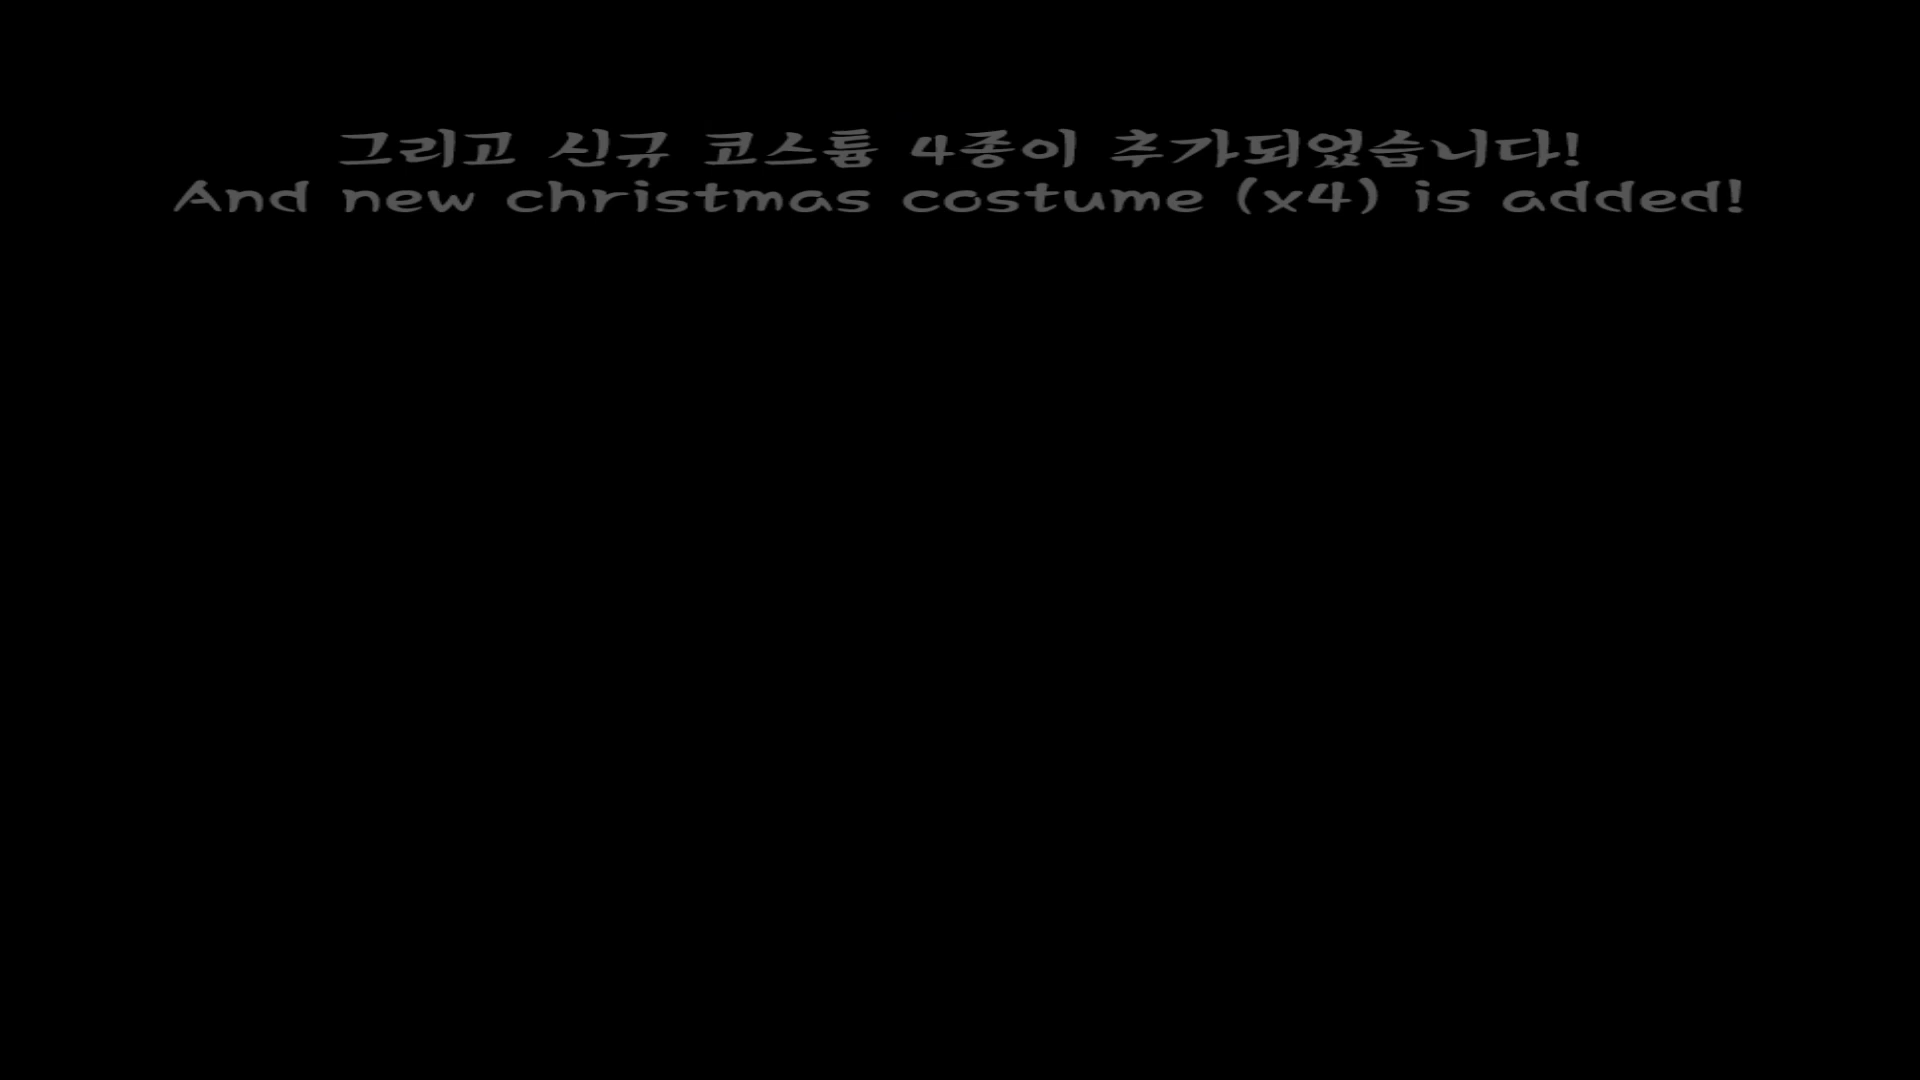 그리고 신규 코스튬 4종이 추가되었습니다!
And new christmas costume (x4) is added!